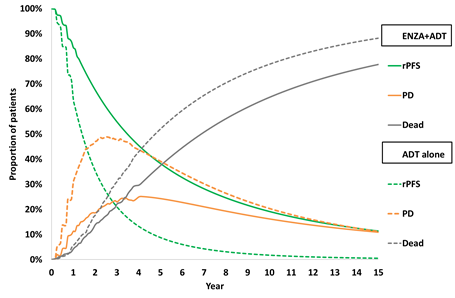 100%
90%
80%
70%
60%
50%
40%
30%
20%
10%
0%
Proportion of patients
0 1 2 3 4 5 6 7 8 9 10 11 12 13 14 15
Year
ENZA+ADT
rPFS
PD
Dead
ADT alone
rPFS
PD
Dead